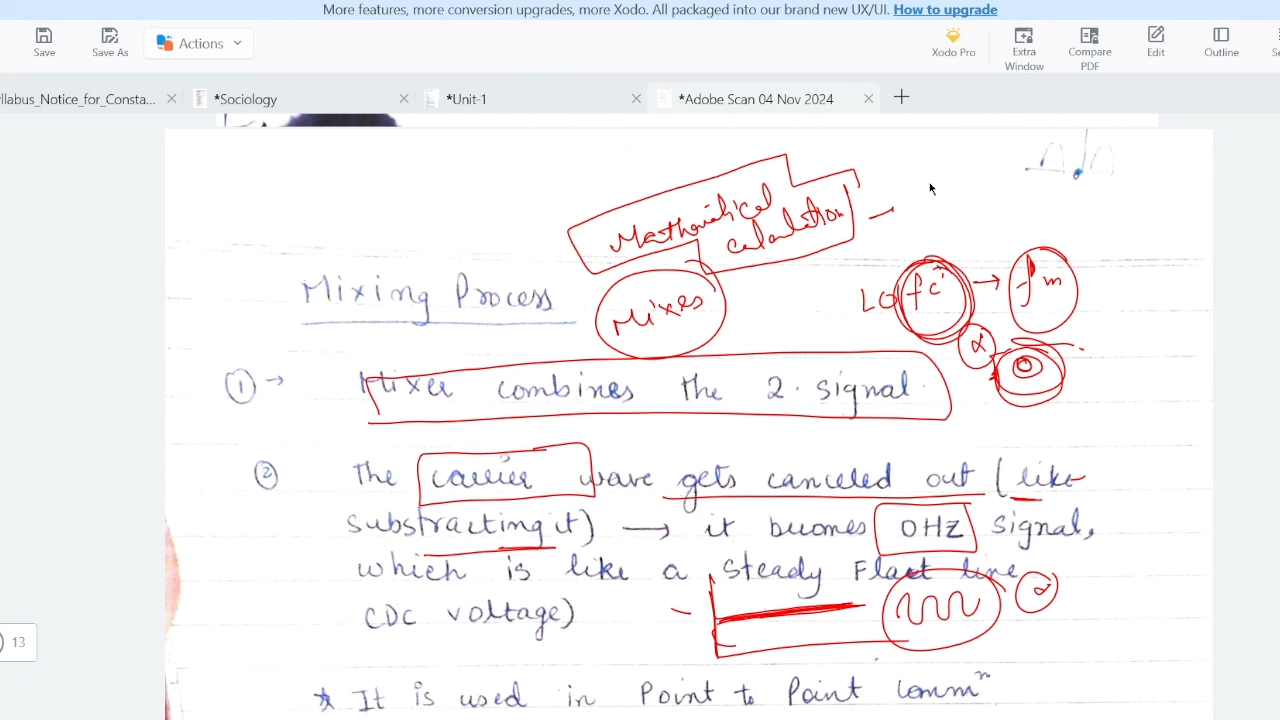 More features, more conversion upgrades, more Xodo. All packaged into our brand new UX/UI. How to upgrade
Save
Save As
Actions
Xodo Pro
Extra Window
Compare PDF
Edit
Outline
llabus_Notice_for_Consta...
*Sociology
*Unit-1
*Adobe Scan 04 Nov 2024
Mathematical
calculation
Mixing Process
Mixes
LO fc → fm
① → Mixer combines the 2 signal.
② The carrier wave gets canceled out (like
substracting it) → it becomes 0HZ signal,
which is like a steady Flact line
CDC voltage)
13
* It is used in Point to Point Commⁿ